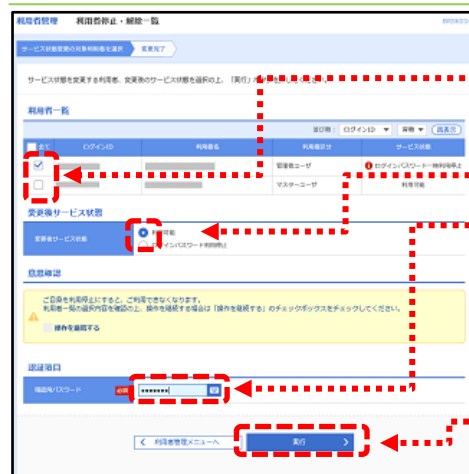 利用者管理　利用者停止・解除一覧
サービス状態変更の対象利用者を選択　変更完了
サービス状態を変更する利用者、変更後のサービス状態を選択の上、「実行」
利用者一覧
並び順：　ログインID　昇順　再表示
全て　ログインID　利用者名　利用者区分　サービス状態
管理者ユーザ　ログインパスワード一時利用停止
マスターユーザ　利用可能
変更後サービス状態
変更後サービス状態　利用可能
ログインパスワード利用停止
意思確認
ご自身を利用停止にすると、ご利用できなくなります。
利用者一覧の選択内容を確認の上、操作を継続する場合は「操作を継続する」のチェックボックスをチェックしてください。
操作を継続する
認証項目
確認用パスワード　必須
利用者管理メニューへ　実行